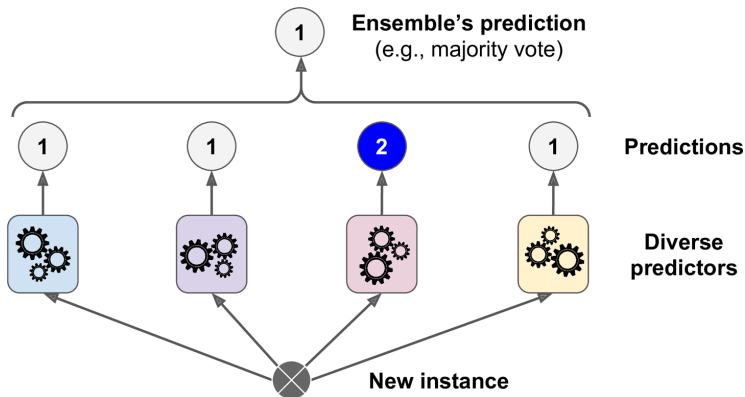 1
Ensemble's prediction
(e.g., majority vote)
1 1 2 1 Predictions
Diverse
predictors
New instance